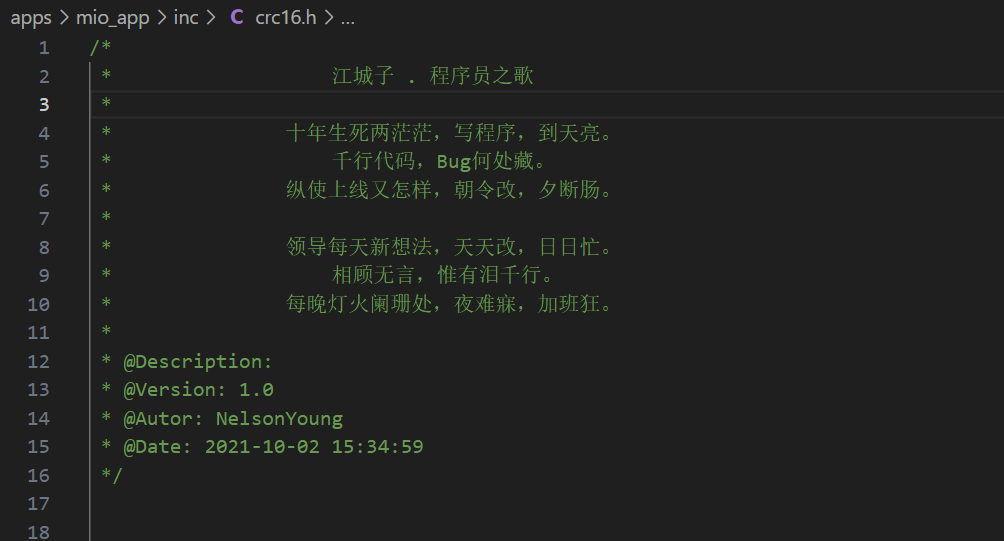 apps > mio_app > inc > C crc16.h > ...
1 /*
2 * 江城子 . 程序员之歌
3 *
4 * 十年生死两茫茫，写程序，到天亮。
5 * 千行代码，Bug何处藏。
6 * 纵使上线又怎样，朝令改，夕断肠。
7 *
8 * 领导每天新想法，天天改，日日忙。
9 * 相顾无言，惟有泪千行。
10 * 每晚灯火阑珊处，夜难寐，加班狂。
11 *
12 * @Description:
13 * @Version: 1.0
14 * @Autor: NelsonYoung
15 * @Date: 2021-10-02 15:34:59
16 */
17
18